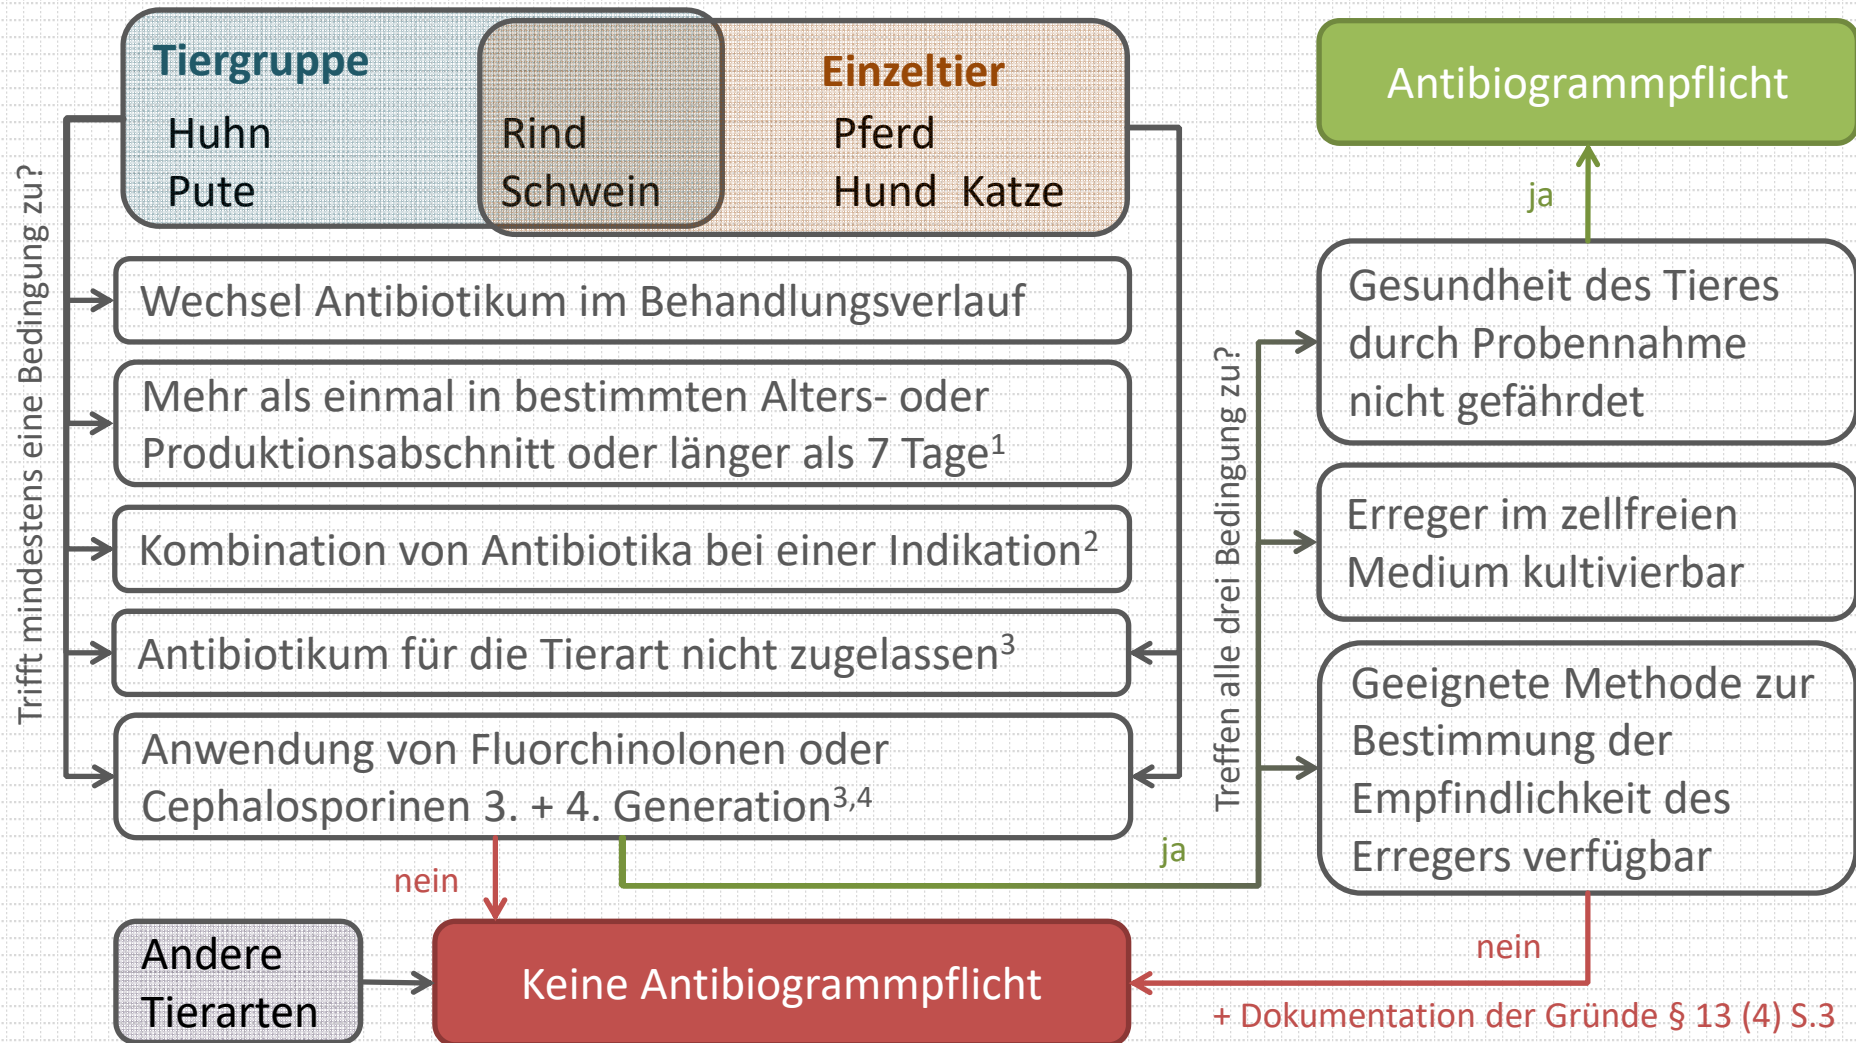 Tiergruppe
Huhn
Pute
Rind
Schwein
Einzeltier
Pferd
Hund Katze
Trifft mindestens eine Bedingung zu?
Wechsel Antibiotikum im Behandlungsverlauf
Mehr als einmal in bestimmten Alters- oder
Produktionsabschnitt oder länger als 7 Tage¹
Kombination von Antibiotika bei einer Indikation²
Antibiotikum für die Tierart nicht zugelassen³
Anwendung von Fluorchinolonen oder
Cephalosporinen 3. + 4. Generation³,⁴
nein
ja
Andere
Tierarten
Keine Antibiogrammpflicht
Treffen alle drei Bedingung zu?
Antibiogrammpflicht
ja
Gesundheit des Tieres
durch Probennahme
nicht gefährdet
Erreger im zellfreien
Medium kultivierbar
Geeignete Methode zur
Bestimmung der
Empfindlichkeit des
Erregers verfügbar
nein
+ Dokumentation der Gründe § 13 (4) S.3